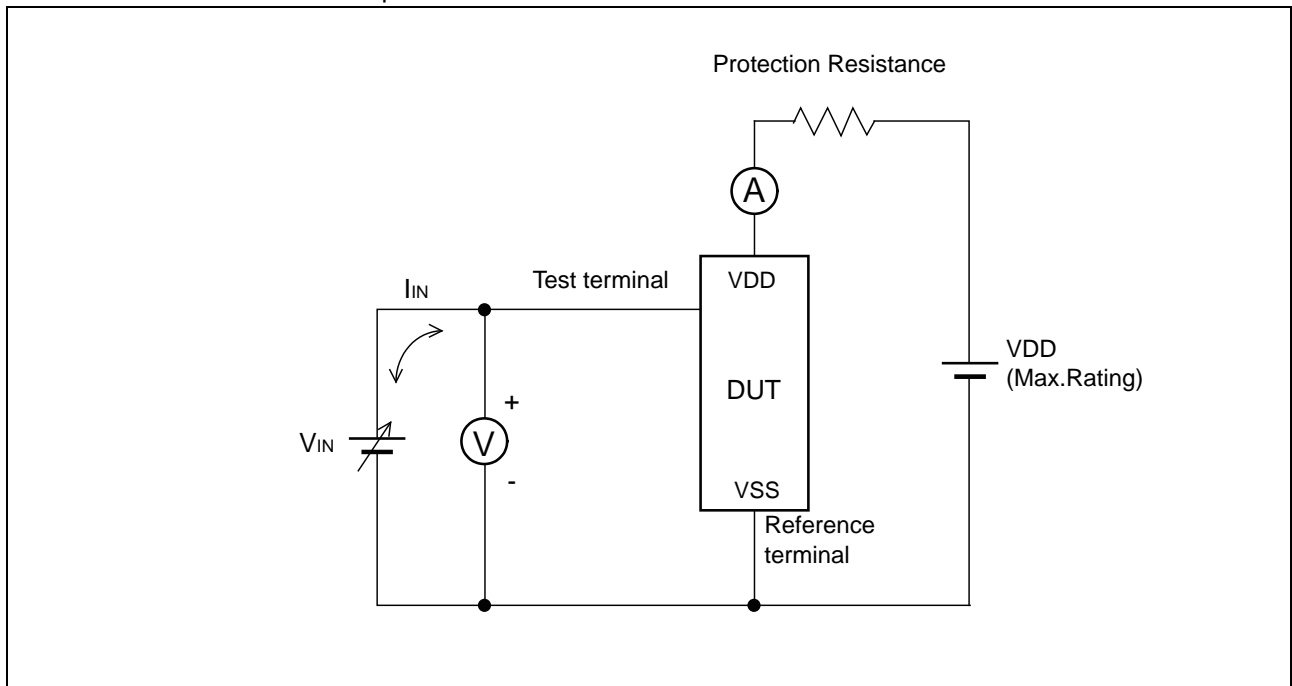 Protection Resistance
A
Test terminal
IIN
VDD
VDD
(Max.Rating)
DUT
+
VIN
V
-
VSS
Reference
terminal